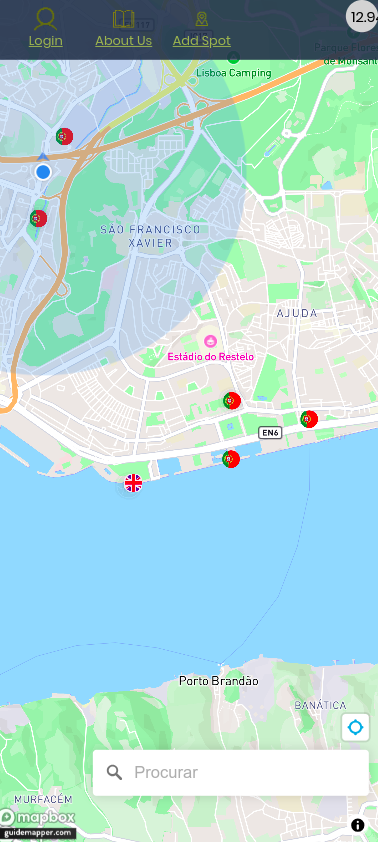 Login
About Us
Add Spot
12.9
Parque Flore
de Monsant
Lisboa Camping
SÃO FRANCISCO
XAVIER
AJUDA
Estádio do Restelo
EN6
Porto Brandão
BANÁTICA
Procurar
MURFACÉM
mapbox
guidemapper.com